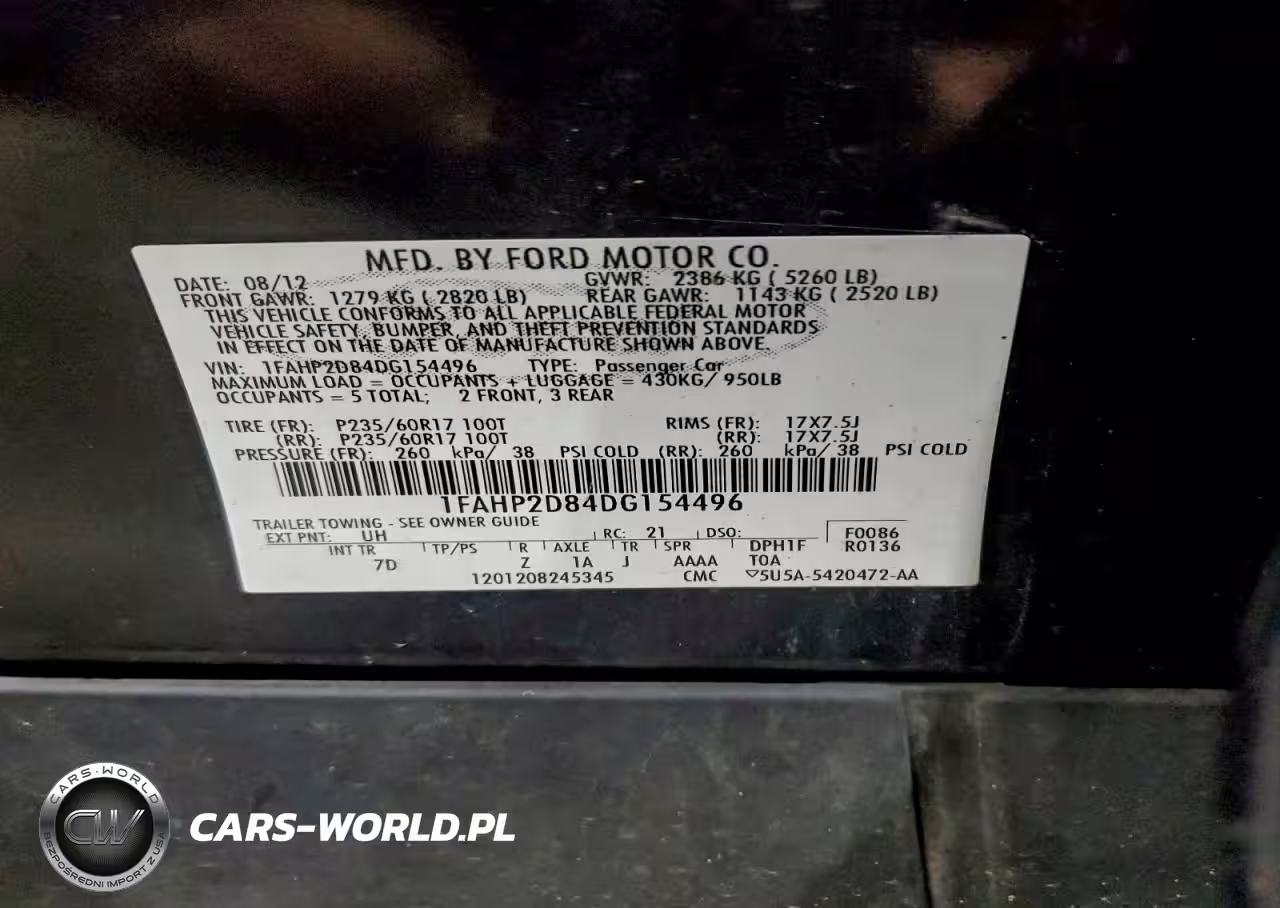 MFD. BY FORD MOTOR CO.
DATE: 08/12 GVWR: 2386 KG ( 5260 LB)
FRONT GAWR: 1279 KG ( 2820 LB) REAR GAWR: 1143 KG ( 2520 LB)
THIS VEHICLE CONFORMS TO ALL APPLICABLE FEDERAL MOTOR
VEHICLE SAFETY, BUMPER, AND THEFT PREVENTION STANDARDS
IN EFFECT ON THE DATE OF MANUFACTURE SHOWN ABOVE.
VIN: 1FAHP2D84DG154496 TYPE: Passenger Car
MAXIMUM LOAD = OCCUPANTS + LUGGAGE = 430KG/ 950LB
OCCUPANTS = 5 TOTAL; 2 FRONT, 3 REAR
TIRE (FR): P235/60R17 100T RIMS (FR): 17X7.5J
(RR): P235/60R17 100T (RR): 17X7.5J
PRESSURE (FR): 260 kPa/ 38 PSI COLD (RR): 260 kPa/ 38 PSI COLD
1FAHP2D84DG154496
TRAILER TOWING - SEE OWNER GUIDE
EXT PNT: UH RC: 21 DSO: F0086
INT TR TP/PS R AXLE TR SPR DPH1F R0136
7D Z 1A J AAAA TOA
1201208245345 CMC ▽5U5A-5420472-AA
CARS-WORLD
CW
BEZPOŚREDNI IMPORT Z USA
CARS-WORLD.PL